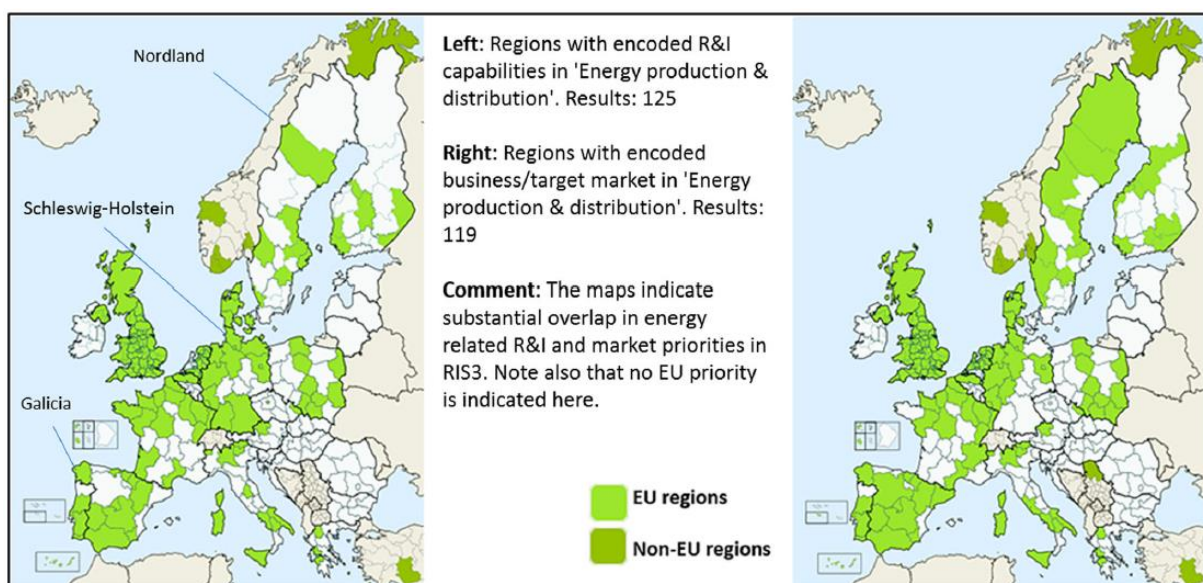 Nordland
Schleswig-Holstein
Galicia
Left: Regions with encoded R&I
capabilities in 'Energy production &
distribution'. Results: 125
Right: Regions with encoded
business/target market in 'Energy
production & distribution'. Results:
119
Comment: The maps indicate
substantial overlap in energy
related R&I and market priorities in
RIS3. Note also that no EU priority
is indicated here.
EU regions
Non-EU regions